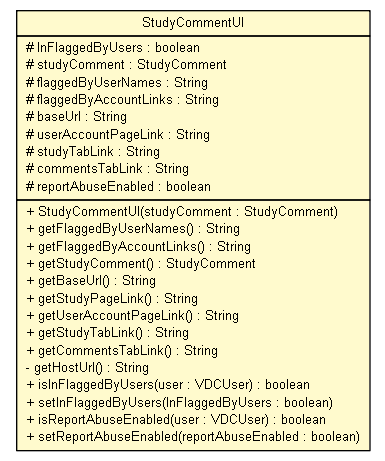 StudyCommentUI
# InFlaggedByUsers : boolean
# studyComment : StudyComment
# flaggedByUserNames : String
# flaggedByAccountLinks : String
# baseUrl : String
# userAccountPageLink : String
# studyTabLink : String
# commentsTabLink : String
# reportAbuseEnabled : boolean
+ StudyCommentUI(studyComment : StudyComment)
+ getFlaggedByUserNames() : String
+ getFlaggedByAccountLinks() : String
+ getStudyComment() : StudyComment
+ getBaseUrl() : String
+ getStudyPageLink() : String
+ getUserAccountPageLink() : String
+ getStudyTabLink() : String
+ getCommentsTabLink() : String
- getHostUrl() : String
+ isInFlaggedByUsers(user : VDCUser) : boolean
+ setInFlaggedByUsers(InFlaggedByUsers : boolean)
+ isReportAbuseEnabled(user : VDCUser) : boolean
+ setReportAbuseEnabled(reportAbuseEnabled : boolean)